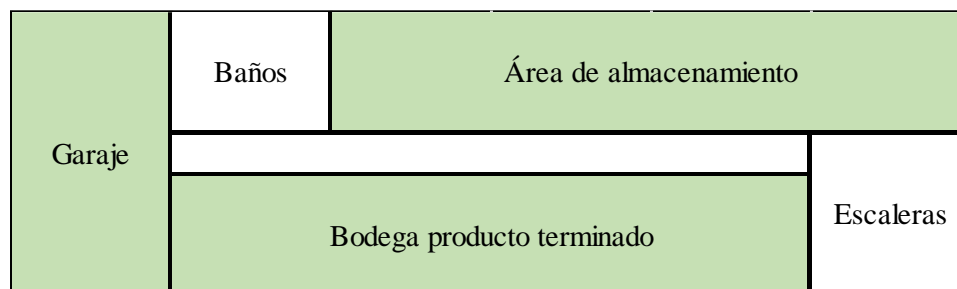 Baños
Área de almacenamiento
Garaje
Escaleras
Bodega producto terminado